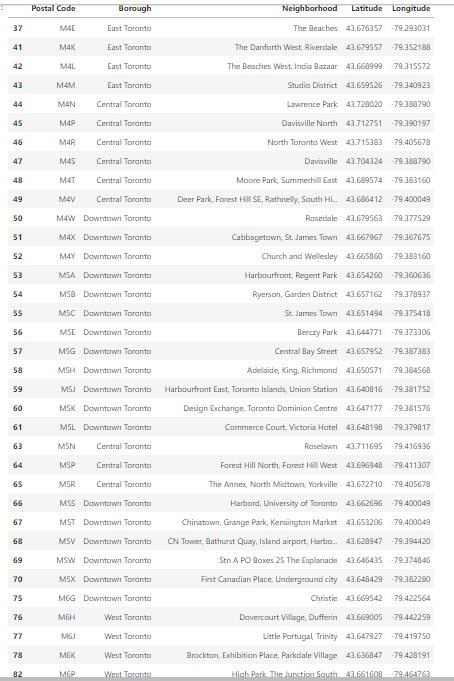 Postal Code Borough Neighborhood Latitude Longitude
37 M4E East Toronto The Beaches 43.676357 -79.293031
41 M4K East Toronto The Danforth West, Riverdale 43.679557 -79.352188
42 M4L East Toronto The Beaches West, India Bazaar 43.668999 -79.315572
43 M4M East Toronto Studio District 43.659526 -79.340923
44 M4N Central Toronto Lawrence Park 43.728020 -79.388790
45 M4P Central Toronto Davisville North 43.712751 -79.390197
46 M4R Central Toronto North Toronto West 43.715383 -79.405678
47 M4S Central Toronto Davisville 43.704324 -79.388790
48 M4T Central Toronto Moore Park, Summerhill East 43.689574 -79.383160
49 M4V Central Toronto Deer Park, Forest Hill SE, Rathnelly, South Hi... 43.686412 -79.400049
50 M4W Downtown Toronto Rosedale 43.679563 -79.377529
51 M4X Downtown Toronto Cabbagetown, St. James Town 43.667967 -79.367675
52 M4Y Downtown Toronto Church and Wellesley 43.665860 -79.383160
53 M5A Downtown Toronto Harbourfront, Regent Park 43.654260 -79.360636
54 M5B Downtown Toronto Ryerson, Garden District 43.657162 -79.378937
55 M5C Downtown Toronto St. James Town 43.651494 -79.375418
56 M5E Downtown Toronto Berczy Park 43.644771 -79.373306
57 M5G Downtown Toronto Central Bay Street 43.657952 -79.387383
58 M5H Downtown Toronto Adelaide, King, Richmond 43.650571 -79.384568
59 M5J Downtown Toronto Harbourfront East, Toronto Islands, Union Station 43.640816 -79.381752
60 M5K Downtown Toronto Design Exchange, Toronto Dominion Centre 43.647177 -79.381576
61 M5L Downtown Toronto Commerce Court, Victoria Hotel 43.648198 -79.379817
63 M5N Central Toronto Roselawn 43.711695 -79.416936
64 M5P Central Toronto Forest Hill North, Forest Hill West 43.696948 -79.411307
65 M5R Central Toronto The Annex, North Midtown, Yorkville 43.672710 -79.405678
66 M5S Downtown Toronto Harbord, University of Toronto 43.662696 -79.400049
67 M5T Downtown Toronto Chinatown, Grange Park, Kensington Market 43.653206 -79.400049
68 M5V Downtown Toronto CN Tower, Bathurst Quay, Island airport, Harbo... 43.628947 -79.394420
69 M5W Downtown Toronto Stn A PO Boxes 25 The Esplanade 43.646435 -79.374846
70 M5X Downtown Toronto First Canadian Place, Underground city 43.648429 -79.382280
75 M6G Downtown Toronto Christie 43.669542 -79.422564
76 M6H West Toronto Dovercourt Village, Dufferin 43.669005 -79.442259
77 M6J West Toronto Little Portugal, Trinity 43.647927 -79.419750
78 M6K West Toronto Brockton, Exhibition Place, Parkdale Village 43.636847 -79.428191
82 M6P West Toronto High Park, The Junction South 43.661608 -79.464763